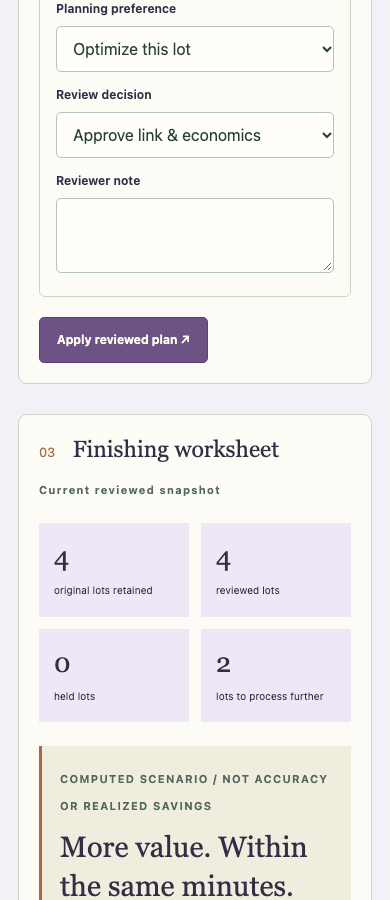 Planning preference
Optimize this lot
Review decision
Approve link & economics
Reviewer note
Apply reviewed plan ↗
03 Finishing worksheet
Current reviewed snapshot
4
original lots retained
4
reviewed lots
0
held lots
2
lots to process further
COMPUTED SCENARIO / NOT ACCURACY
OR REALIZED SAVINGS
More value. Within
the same minutes.